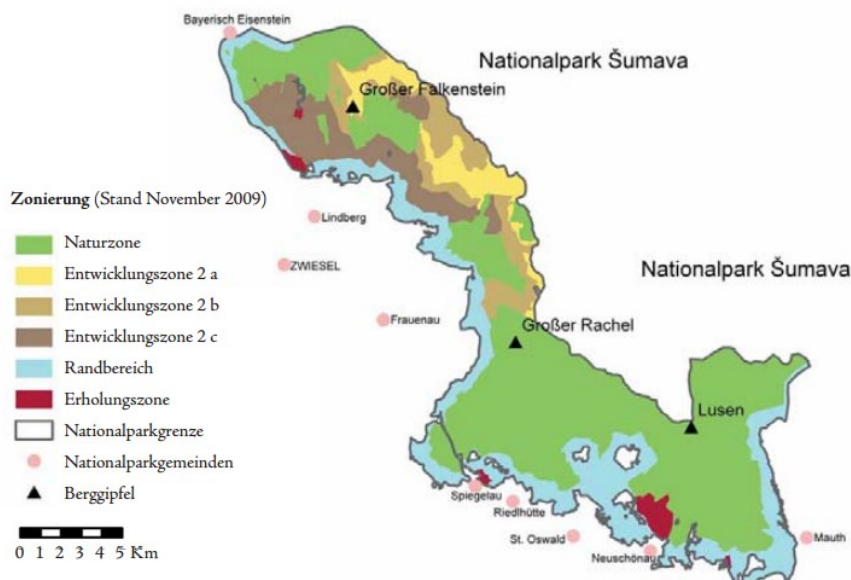 Bayerisch Eisenstein
Nationalpark Šumava
Großer Falkenstein
Zonierung (Stand November 2009)
Lindberg
Naturzone
ZWIESEL
Entwicklungszone 2 a
Nationalpark Šumava
Entwicklungszone 2 b
Frauenau
Großer Rachel
Entwicklungszone 2 c
Randbereich
Erholungszone
Lusen
Nationalparkgrenze
Nationalparkgemeinden
Berggipfel
Spiegelau
Riedlhütte
St. Oswald
Mauth
Neuschönau
0 1 2 3 4 5 Km